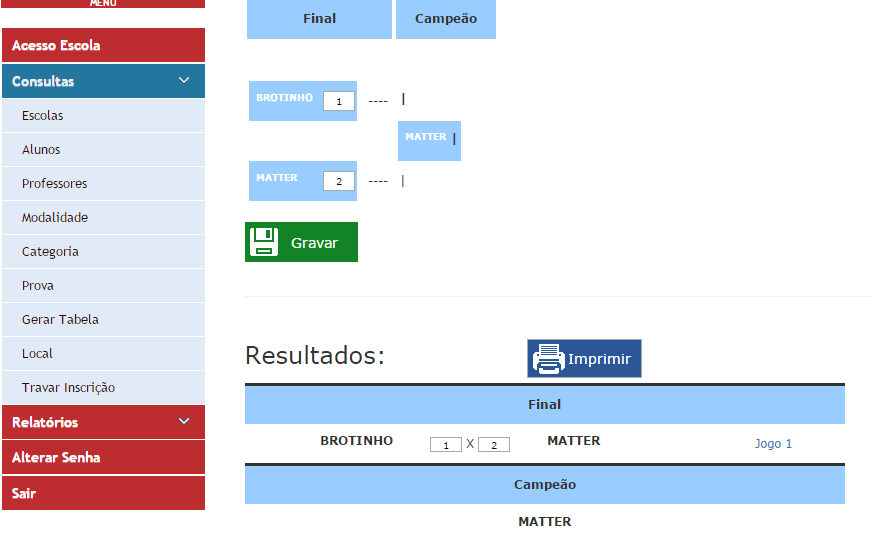 MENU
Acesso Escola
Consultas
Escolas
Alunos
Professores
Modalidade
Categoria
Prova
Gerar Tabela
Local
Travar Inscrição
Relatórios
Alterar Senha
Sair
Final Campeão
BROTINHO 1 ---- |
MATTER |
MATTER 2 ---- |
Gravar
Resultados: Imprimir
Final
BROTINHO 1 X 2 MATTER Jogo 1
Campeão
MATTER